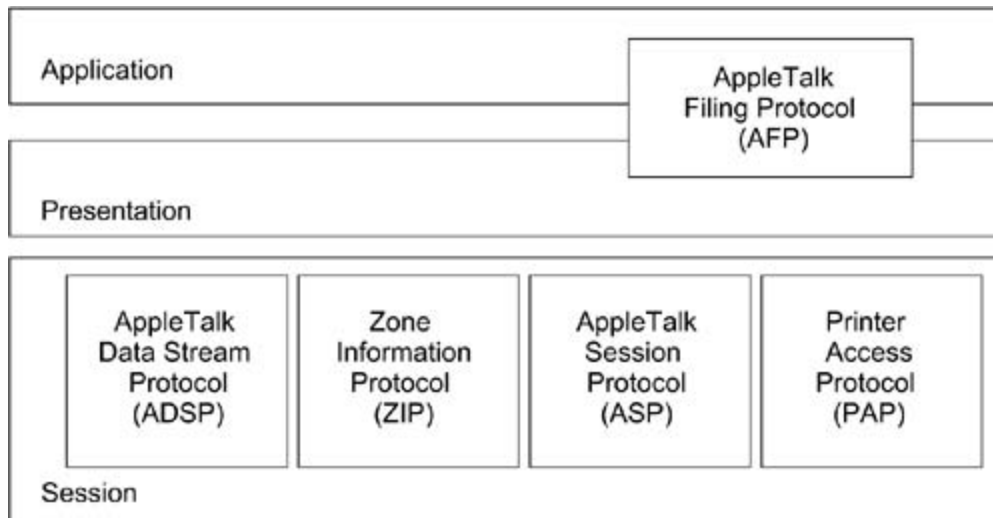 Application
AppleTalk
Filing Protocol
(AFP)
Presentation
AppleTalk
Data Stream
Protocol
(ADSP)
Zone
Information
Protocol
(ZIP)
AppleTalk
Session
Protocol
(ASP)
Printer
Access
Protocol
(PAP)
Session